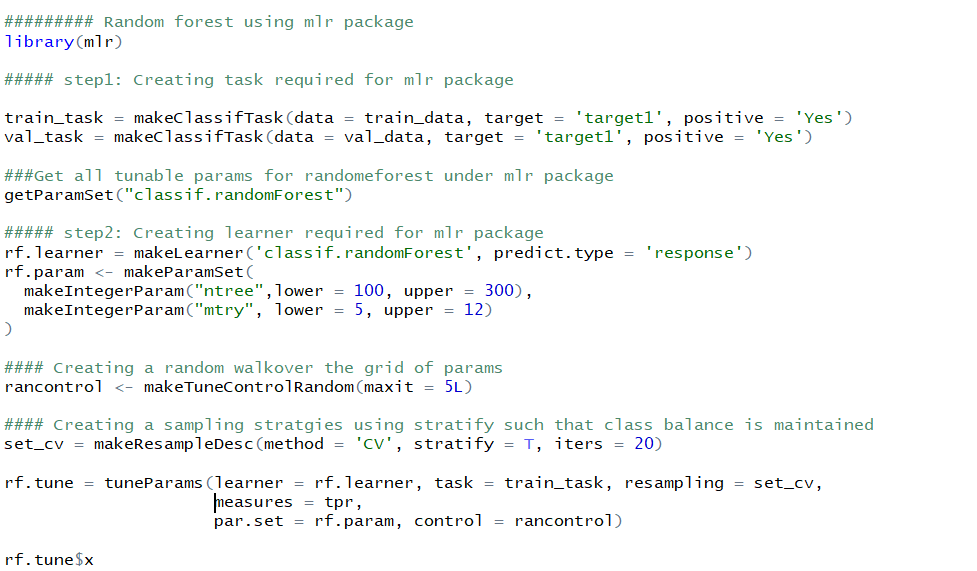 ######### Random forest using mlr package
library(mlr)
##### step1: Creating task required for mlr package
train_task = makeClassifTask(data = train_data, target = 'target1', positive = 'Yes')
val_task = makeClassifTask(data = val_data, target = 'target1', positive = 'Yes')
###Get all tunable params for randomeforest under mlr package
getParamSet("classif.randomForest")
##### step2: Creating learner required for mlr package
rf.learner = makeLearner('classif.randomForest', predict.type = 'response')
rf.param <- makeParamSet(
  makeIntegerParam("ntree",lower = 100, upper = 300),
  makeIntegerParam("mtry", lower = 5, upper = 12)
)
#### Creating a random walkover the grid of params
rancontrol <- makeTuneControlRandom(maxit = 5L)
#### Creating a sampling stratgies using stratify such that class balance is maintained
set_cv = makeResampleDesc(method = 'CV', stratify = T, iters = 20)
rf.tune = tuneParams(learner = rf.learner, task = train_task, resampling = set_cv,
                     measures = tpr,
                     par.set = rf.param, control = rancontrol)
rf.tune$x